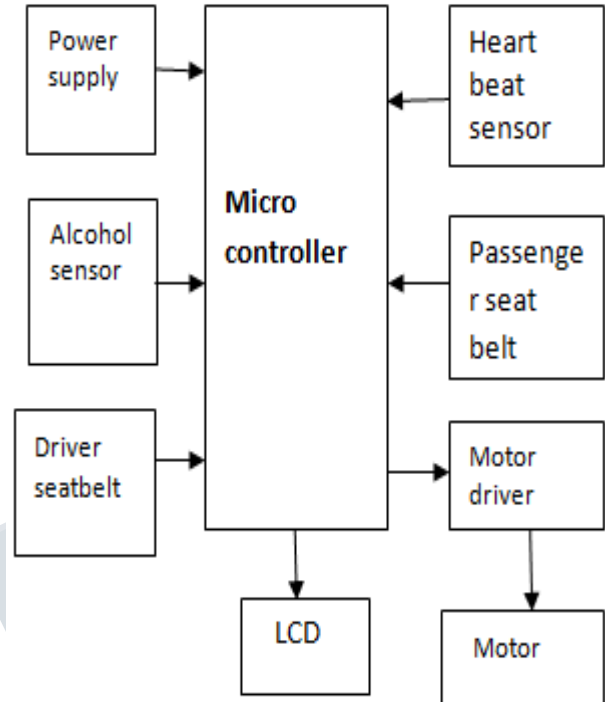 Power
supply
Alcohol
sensor
Driver
seatbelt
Micro
controller
Heart
beat
sensor
Passenge
r seat
belt
Motor
driver
LCD
Motor